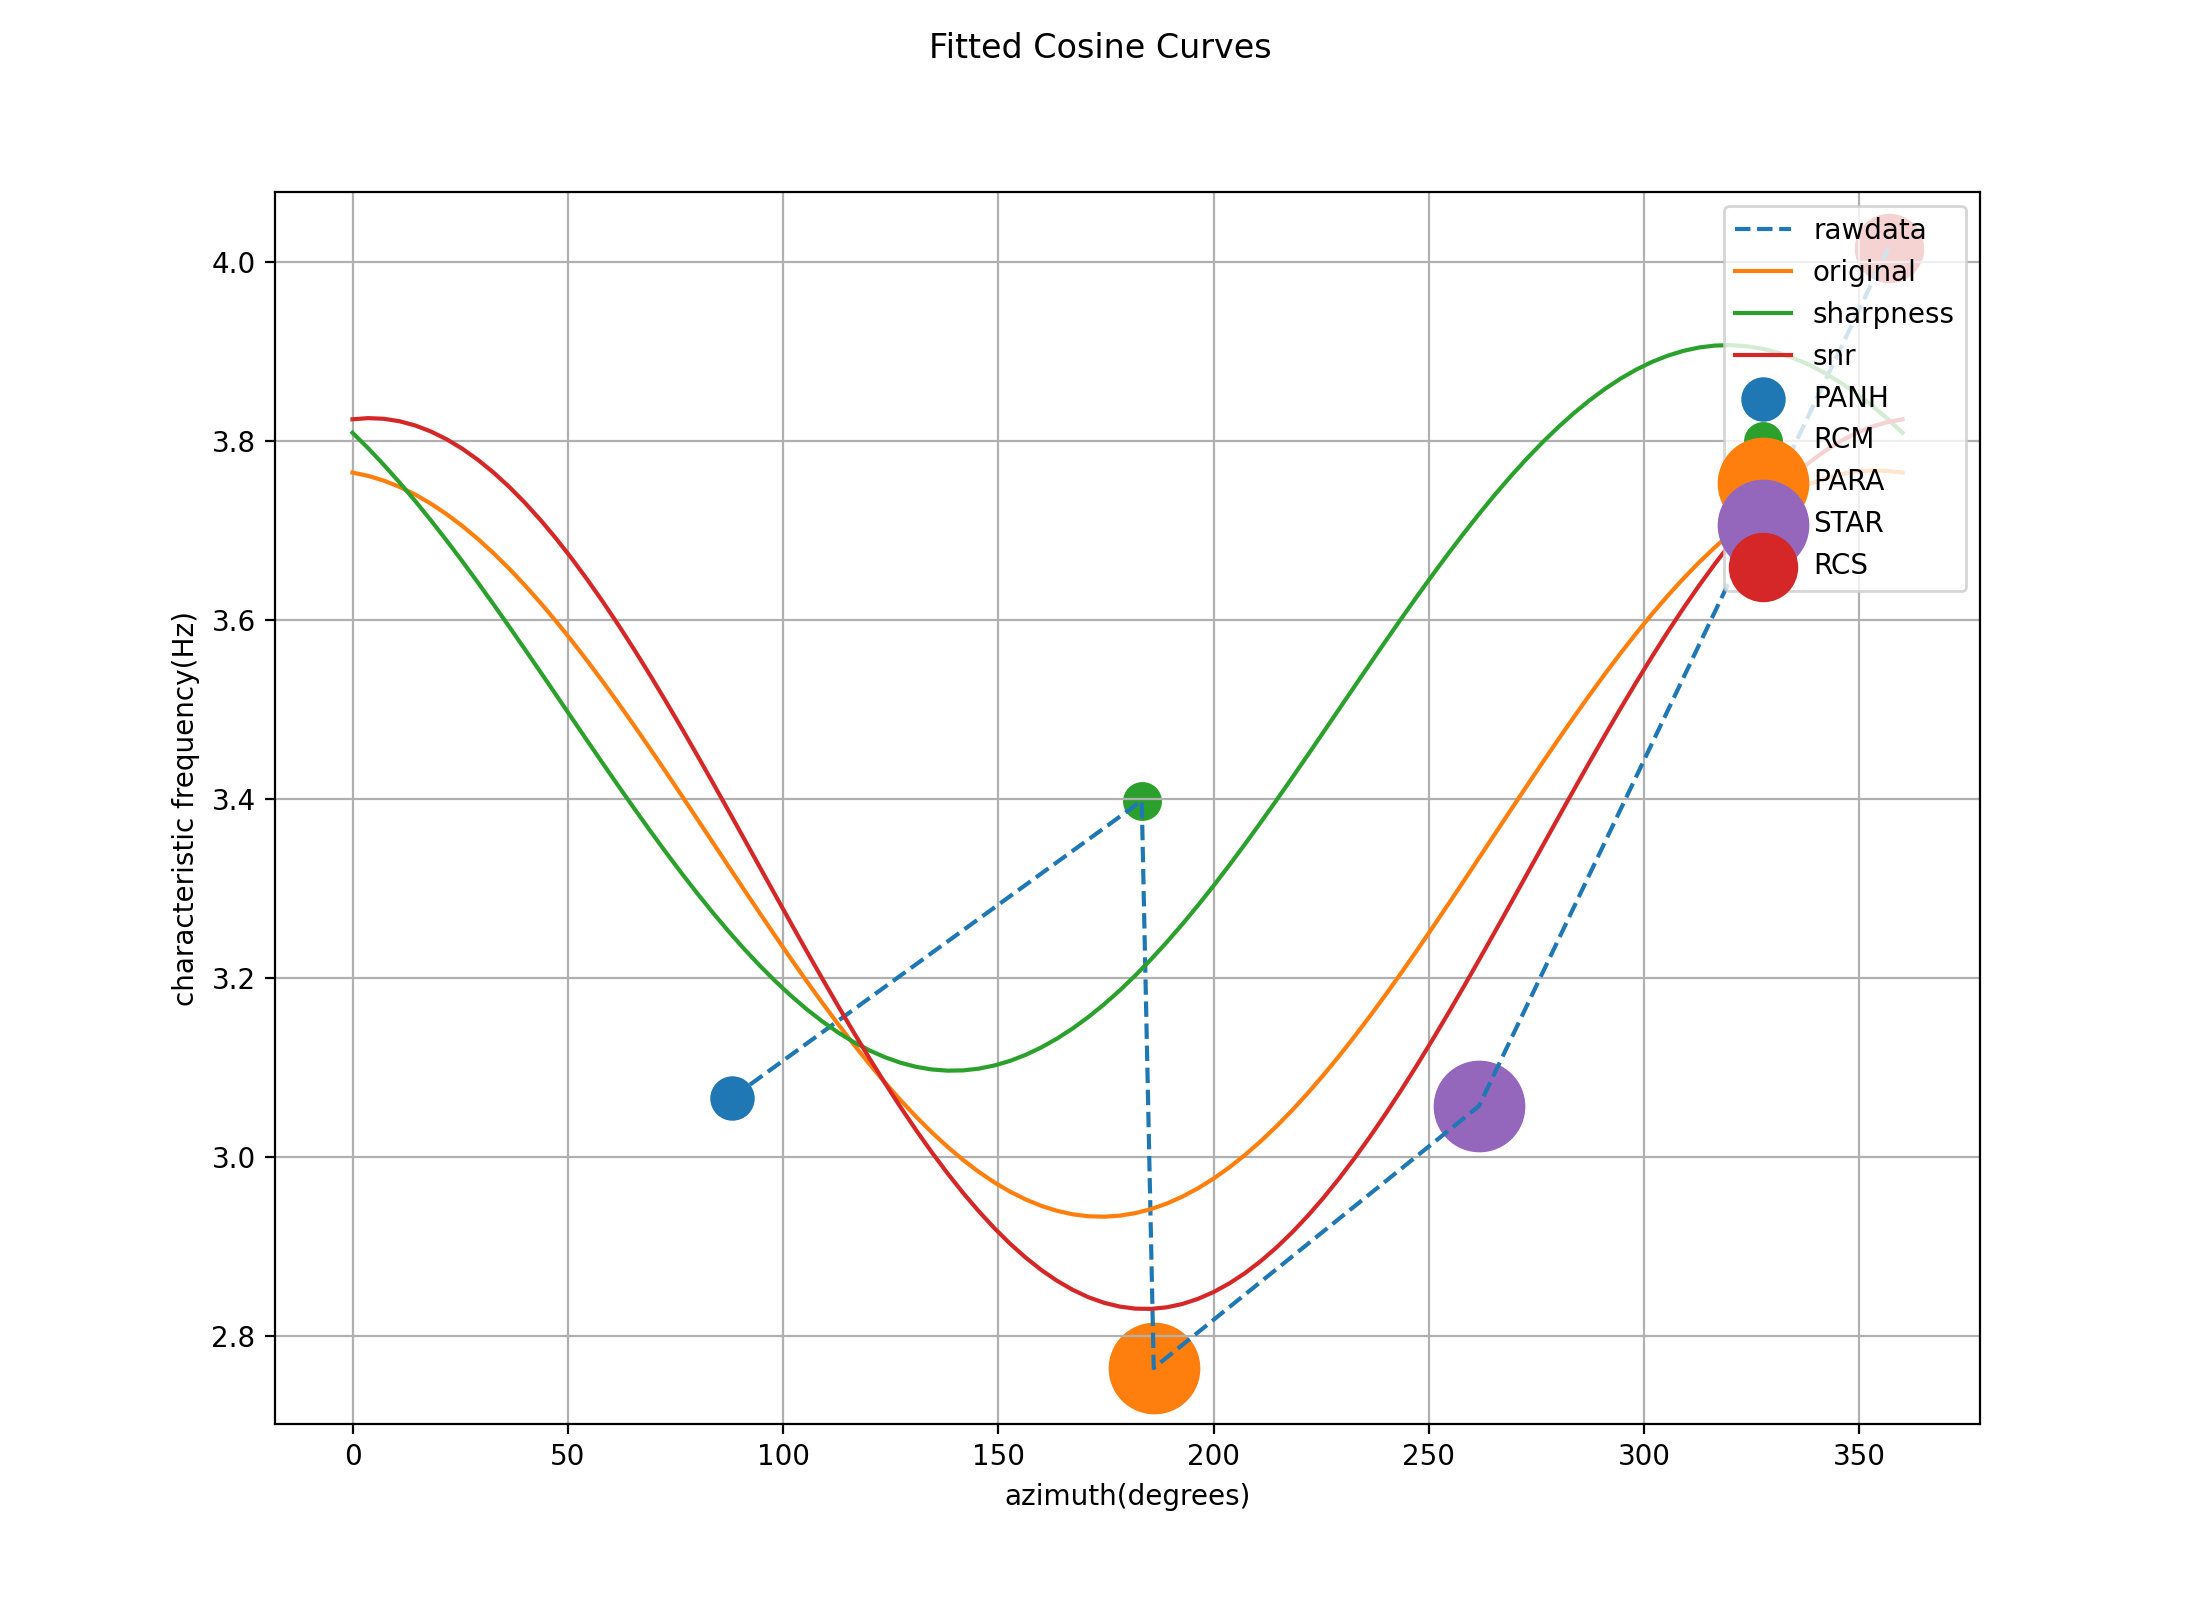 Fitted Cosine Curves
characteristic frequency(Hz)
4.0
3.8
3.6
3.4
3.2
3.0
2.8
rawdata
original
sharpness
snr
PANH
RCM
PARA
STAR
RCS
0 50 100 150 200 250 300 350
azimuth(degrees)